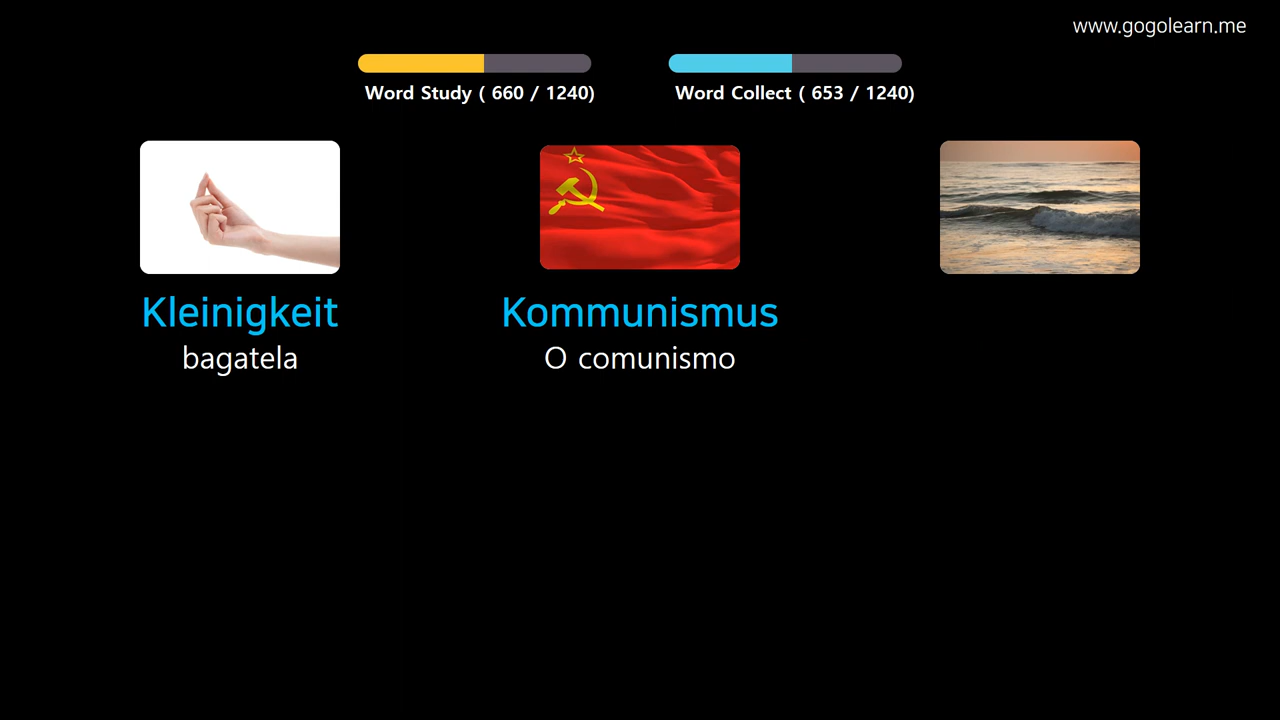 www.gogolearn.me
Word Study ( 660 / 1240)
Word Collect ( 653 / 1240)
Kleinigkeit
bagatela
Kommunismus
O comunismo